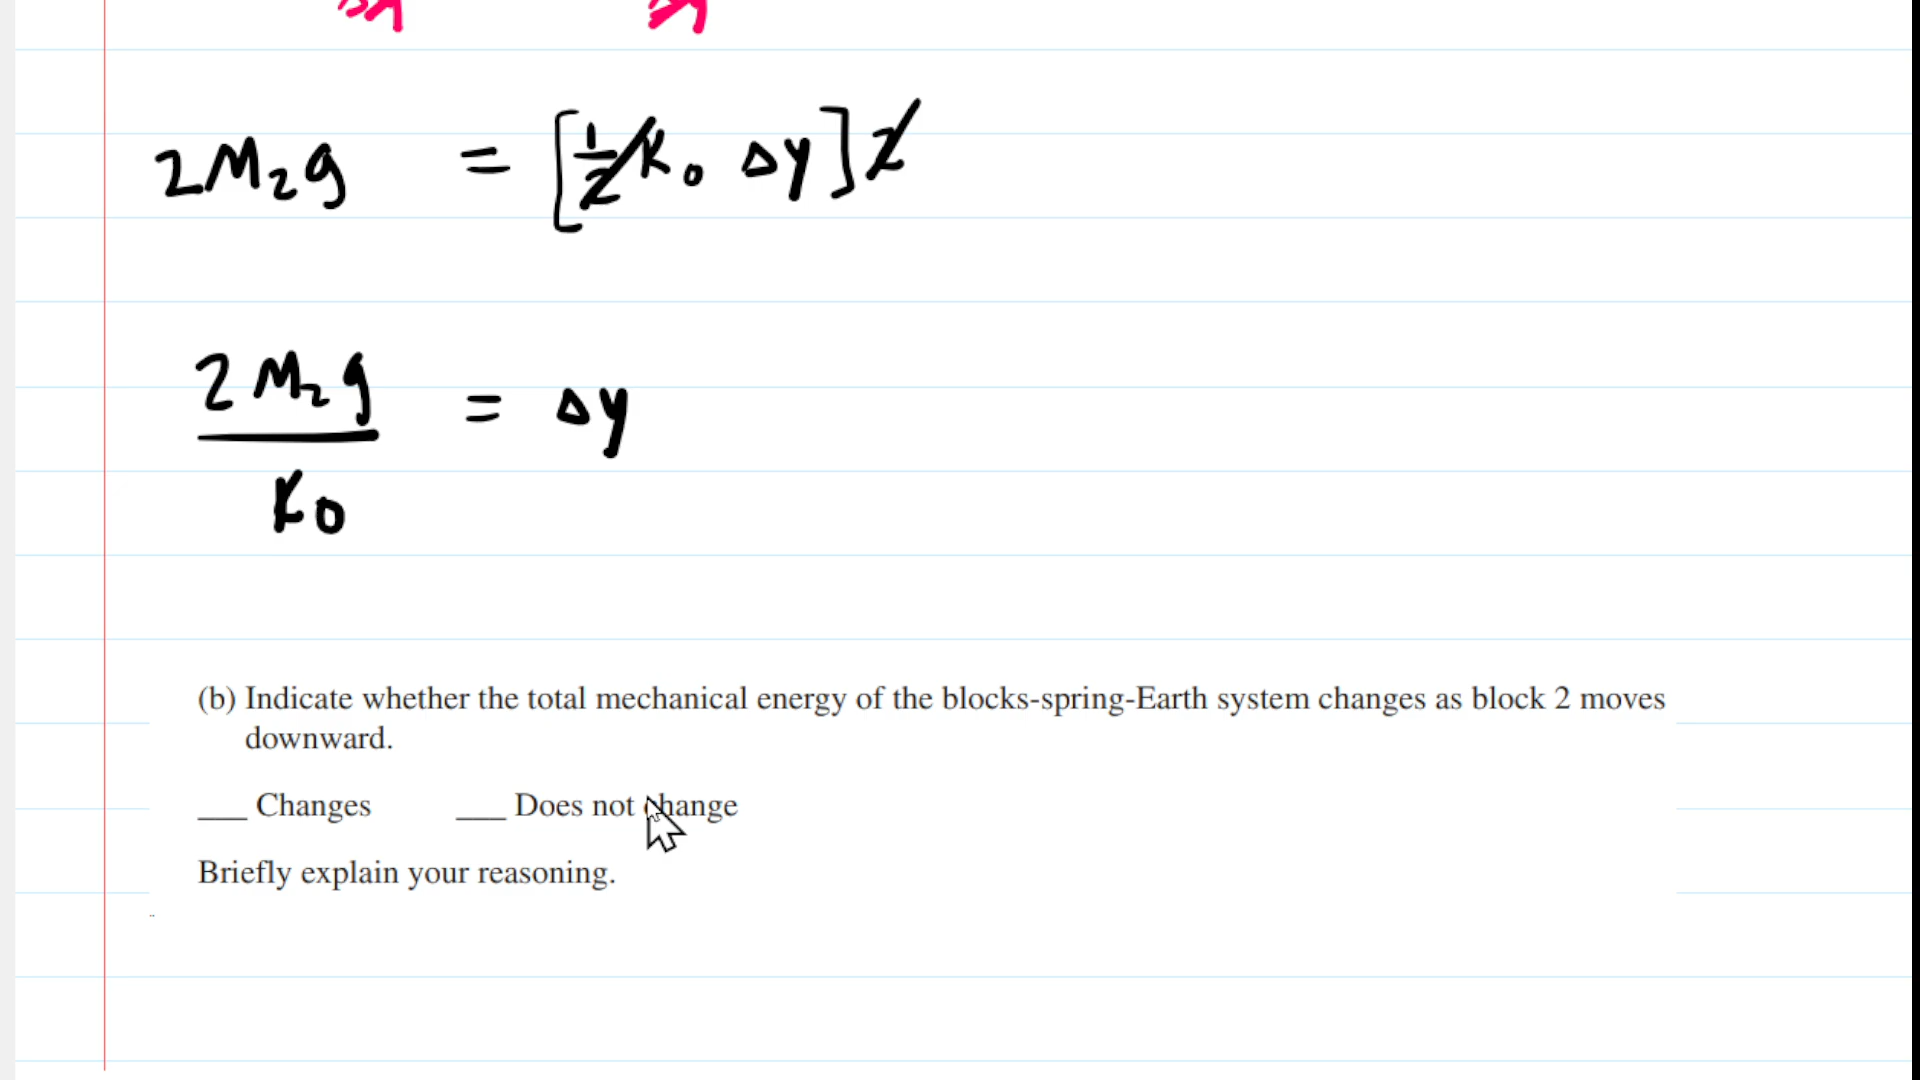 2M₂g = [½K₀ Δy]2
2M₂g
——— = Δy
K₀
(b) Indicate whether the total mechanical energy of the blocks-spring-Earth system changes as block 2 moves
downward.
___ Changes ___ Does not change
Briefly explain your reasoning.